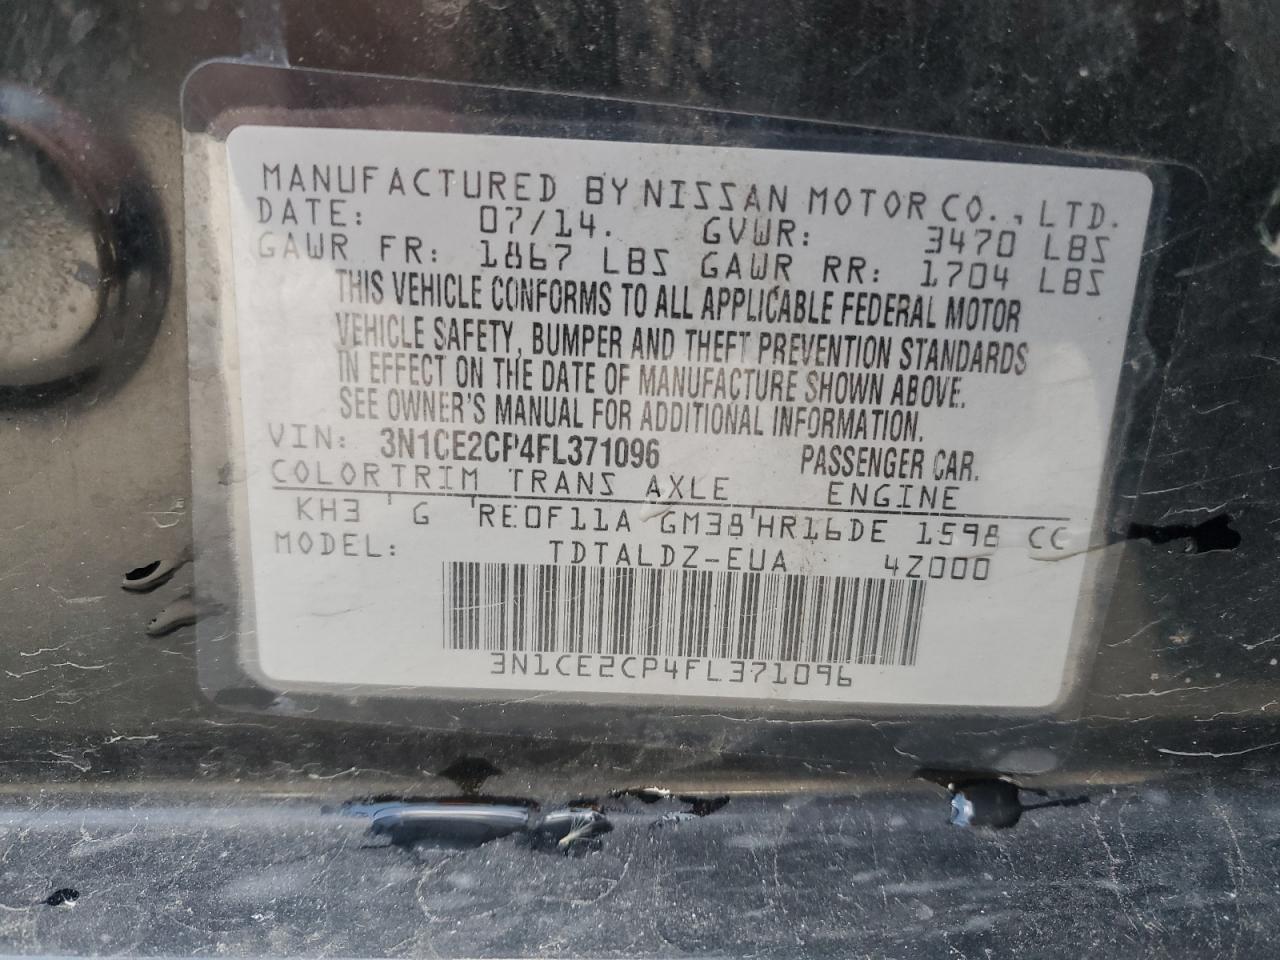 MANUFACTURED BY NISSAN MOTOR CO., LTD.
DATE: 07/14. GVWR: 3470 LBS
GAWR FR: 1867 LBS GAWR RR: 1704 LBS
THIS VEHICLE CONFORMS TO ALL APPLICABLE FEDERAL MOTOR
VEHICLE SAFETY, BUMPER AND THEFT PREVENTION STANDARDS
IN EFFECT ON THE DATE OF MANUFACTURE SHOWN ABOVE.
SEE OWNER'S MANUAL FOR ADDITIONAL INFORMATION.
VIN: 3N1CE2CP4FL371096 PASSENGER CAR.
COLOR TRIM TRANS AXLE ENGINE
KH3 G RE0F11A GM38 HR16DE 1598 CC
MODEL: TDTALDZ-EUA 4Z000
3N1CE2CP4FL371096